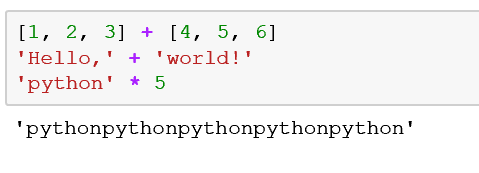 [1, 2, 3] + [4, 5, 6]
'Hello,' + 'world!'
'python' * 5
'pythonpythonpythonpythonpython'